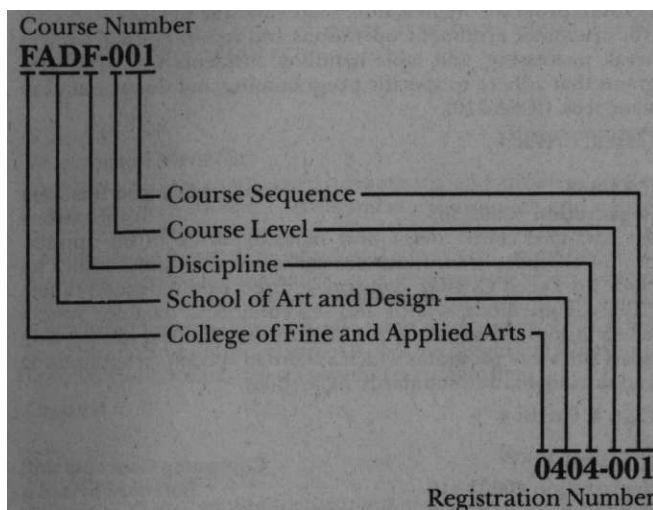 Course Number
FADF-001
Course Sequence
Course Level
Discipline
School of Art and Design
College of Fine and Applied Arts
0404-001
Registration Number